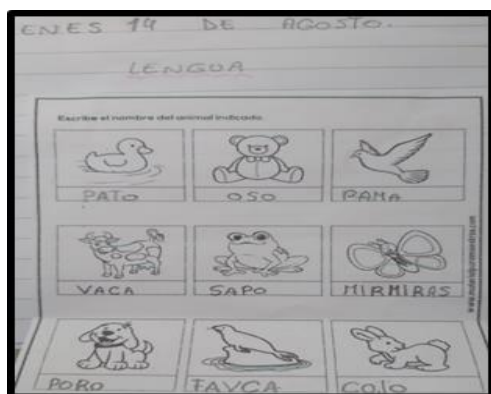 ENES 14 DE AGOSTO.
LENGUA
Escribe el nombre del animal indicado.
PATO OSO PAMA
VACA SAPO MIRMIRAS
PORO FAVCA COLO